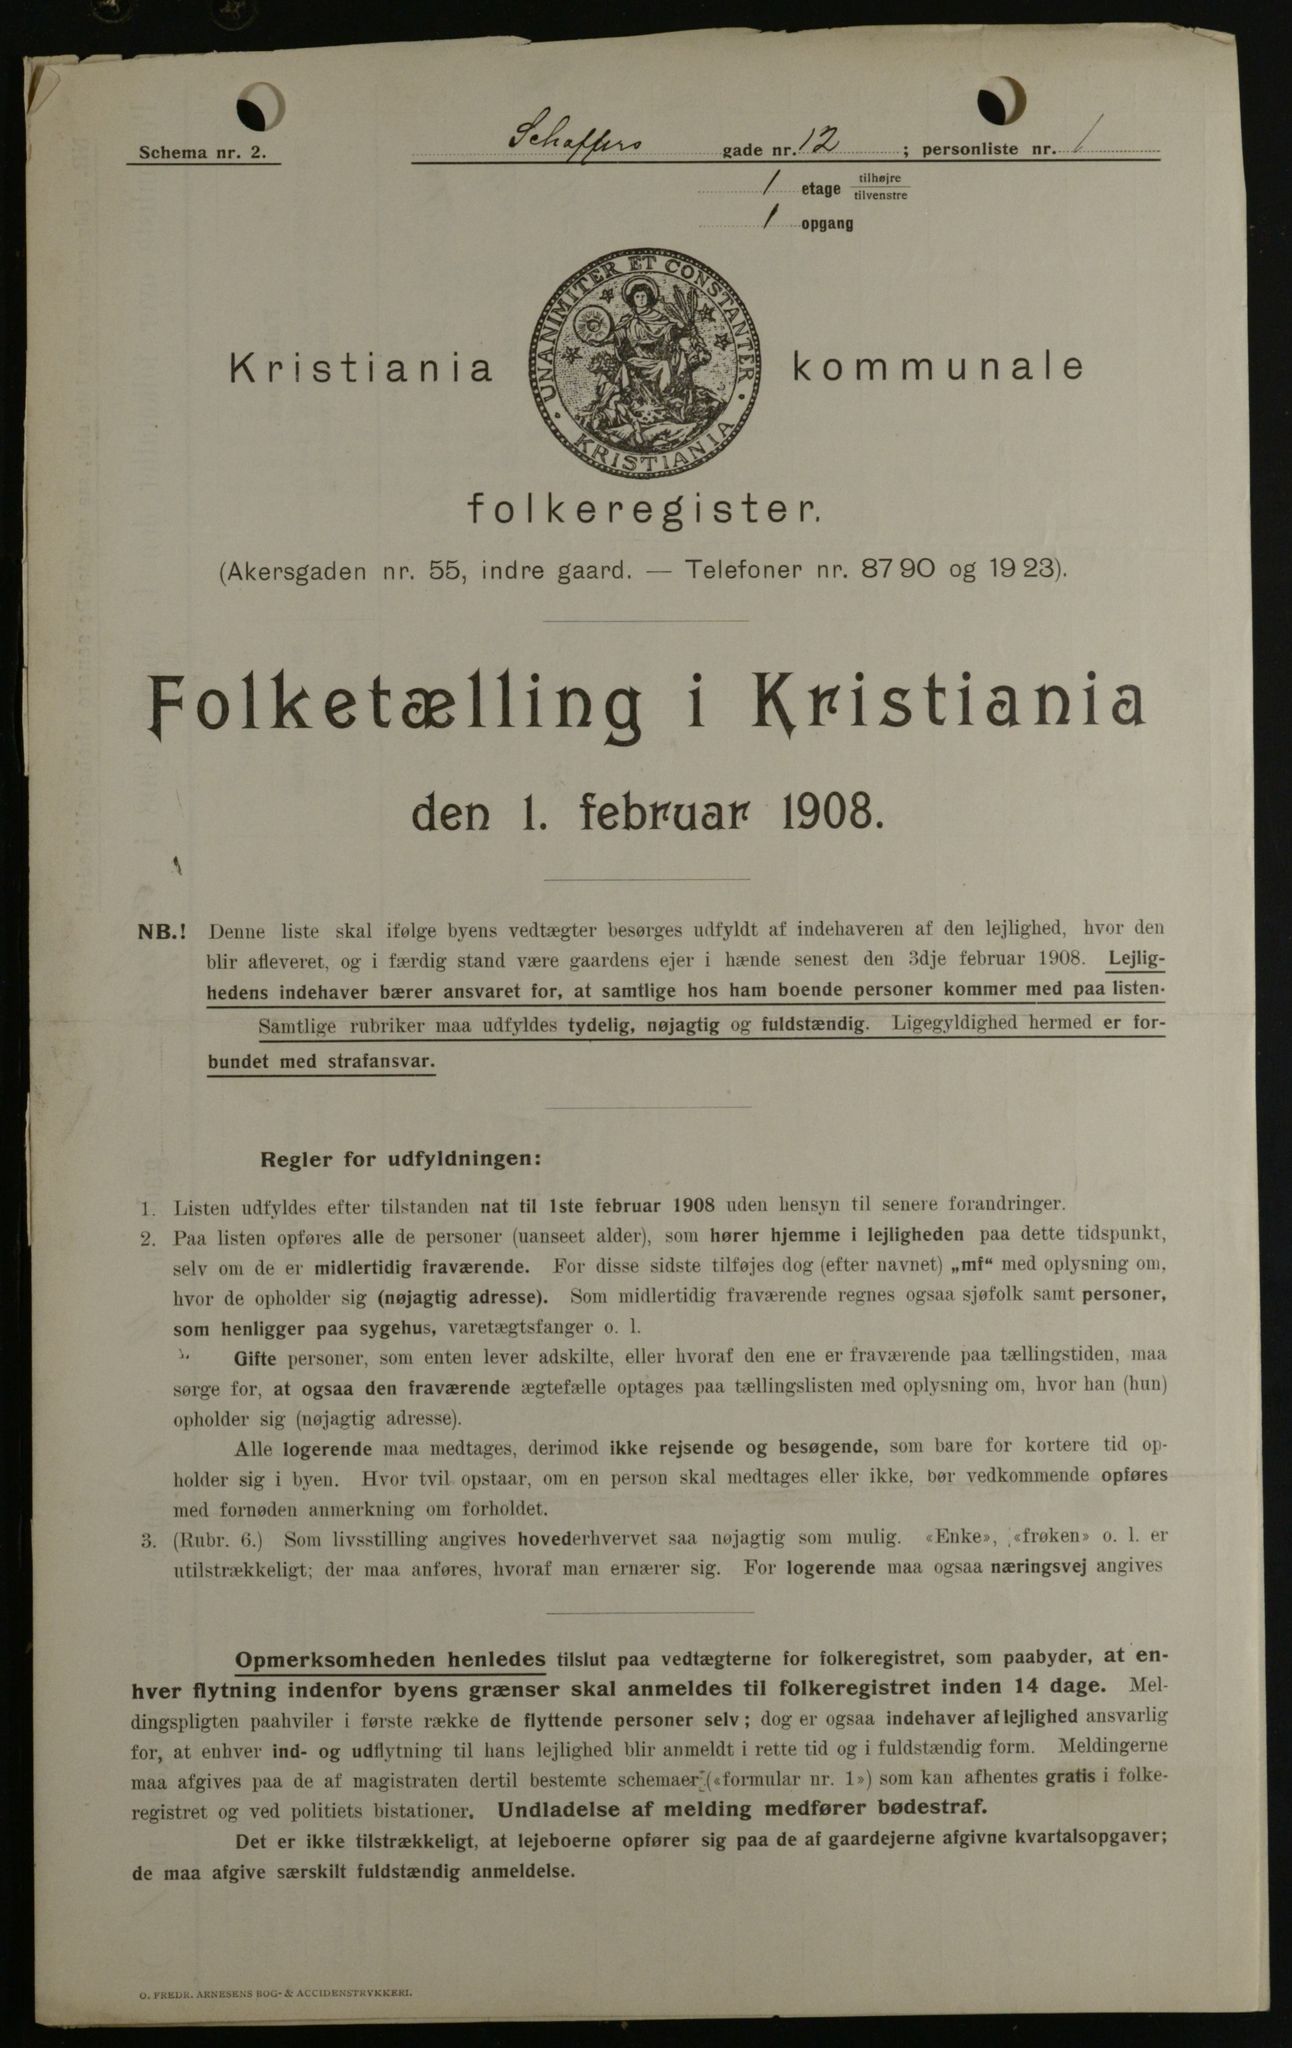 Schema nr. 2.
Schaffers gade nr. 12 ; personliste nr. 1
1 etage tilhøjre
tilvenstre
1 opgang
UNANIMITER ET CONSTANTER
KRISTIANIA
Kristiania kommunale
folkeregister.
(Akersgaden nr. 55, indre gaard. — Telefoner nr. 87 90 og 19 23).
Folketælling i Kristiania
den 1. februar 1908.
NB.! Denne liste skal ifølge byens vedtægter besørges udfyldt af indehaveren af den lejlighed, hvor den
blir afleveret, og i færdig stand være gaardens ejer i hænde senest den 3dje februar 1908. Lejlig-
hedens indehaver bærer ansvaret for, at samtlige hos ham boende personer kommer med paa listen.
Samtlige rubriker maa udfyldes tydelig, nøjagtig og fuldstændig. Ligegyldighed hermed er for-
bundet med strafansvar.
Regler for udfyldningen:
1. Listen udfyldes efter tilstanden nat til 1ste februar 1908 uden hensyn til senere forandringer.
2. Paa listen opføres alle de personer (uanseet alder), som hører hjemme i lejligheden paa dette tidspunkt,
selv om de er midlertidig fraværende. For disse sidste tilføjes dog (efter navnet) „mf“ med oplysning om,
hvor de opholder sig (nøjagtig adresse). Som midlertidig fraværende regnes ogsaa sjøfolk samt personer,
som henligger paa sygehus, varetægtsfanger o. l.
Gifte personer, som enten lever adskilte, eller hvoraf den ene er fraværende paa tællingstiden, maa
sørge for, at ogsaa den fraværende ægtefælle optages paa tællingslisten med oplysning om, hvor han (hun)
opholder sig (nøjagtig adresse).
Alle logerende maa medtages, derimod ikke rejsende og besøgende, som bare for kortere tid op-
holder sig i byen. Hvor tvil opstaar, om en person skal medtages eller ikke, bør vedkommende opføres
med fornøden anmerkning om forholdet.
3. (Rubr. 6.) Som livsstilling angives hovederhvervet saa nøjagtig som mulig. «Enke», «frøken» o. l. er
utilstrækkeligt; der maa anføres, hvoraf man ernærer sig. For logerende maa ogsaa næringsvej angives
Opmerksomheden henledes tilslut paa vedtægterne for folkeregistret, som paabyder, at en-
hver flytning indenfor byens grænser skal anmeldes til folkeregistret inden 14 dage. Mel-
dingspligten paahviler i første række de flyttende personer selv; dog er ogsaa indehaver af lejlighed ansvarlig
for, at enhver ind- og udflytning til hans lejlighed blir anmeldt i rette tid og i fuldstændig form. Meldingerne
maa afgives paa de af magistraten dertil bestemte schemaer («formular nr. 1») som kan afhentes gratis i folke-
registret og ved politiets bistationer. Undladelse af melding medfører bødestraf.
Det er ikke tilstrækkeligt, at lejeboerne opfører sig paa de af gaardejerne afgivne kvartalsopgaver;
de maa afgive særskilt fuldstændig anmeldelse.
O. FREDR. ARNESENS BOG- & ACCIDENSTRYKKERI.